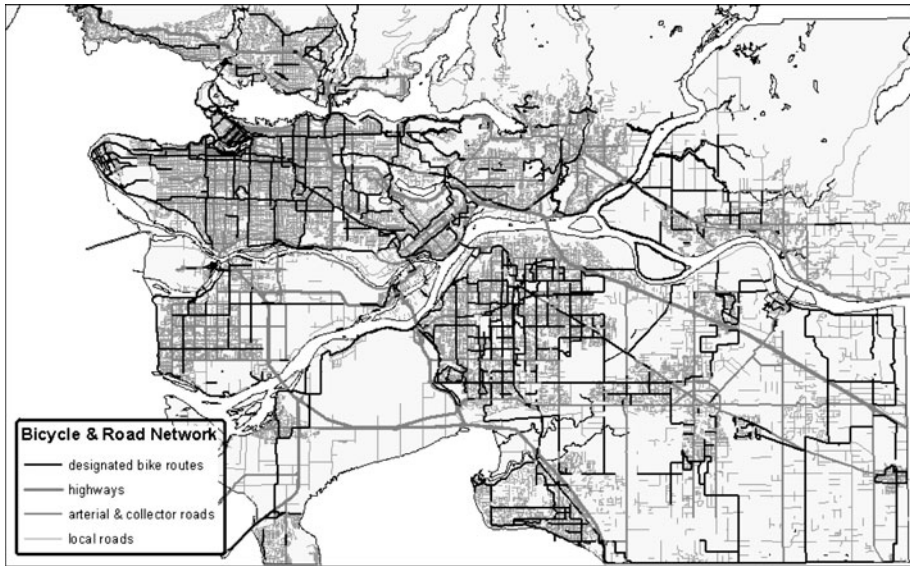 Bicycle & Road Network
designated bike routes
highways
arterial & collector roads
local roads